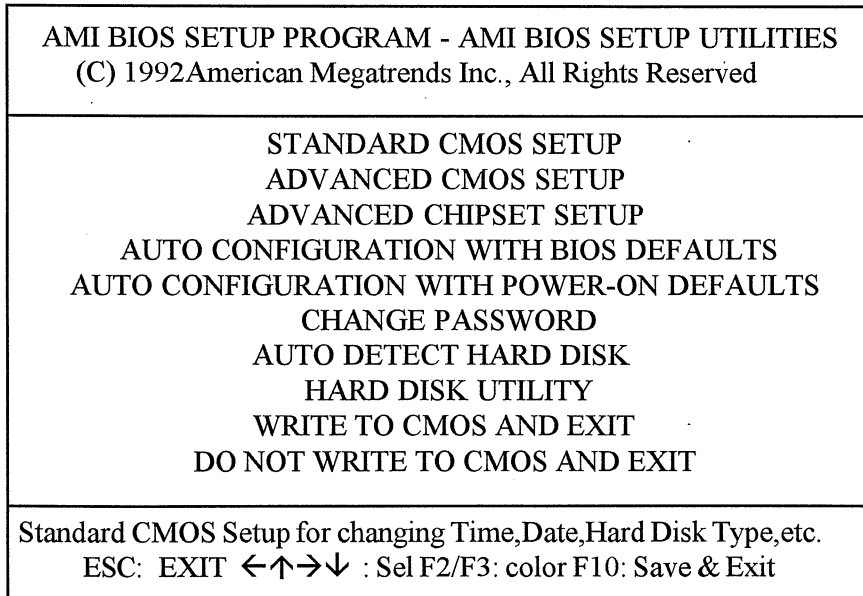 AMI BIOS SETUP PROGRAM - AMI BIOS SETUP UTILITIES
(C) 1992American Megatrends Inc., All Rights Reserved
STANDARD CMOS SETUP
ADVANCED CMOS SETUP
ADVANCED CHIPSET SETUP
AUTO CONFIGURATION WITH BIOS DEFAULTS
AUTO CONFIGURATION WITH POWER-ON DEFAULTS
CHANGE PASSWORD
AUTO DETECT HARD DISK
HARD DISK UTILITY
WRITE TO CMOS AND EXIT
DO NOT WRITE TO CMOS AND EXIT
Standard CMOS Setup for changing Time,Date,Hard Disk Type,etc.
ESC: EXIT ←↑→↓ : Sel F2/F3: color F10: Save & Exit